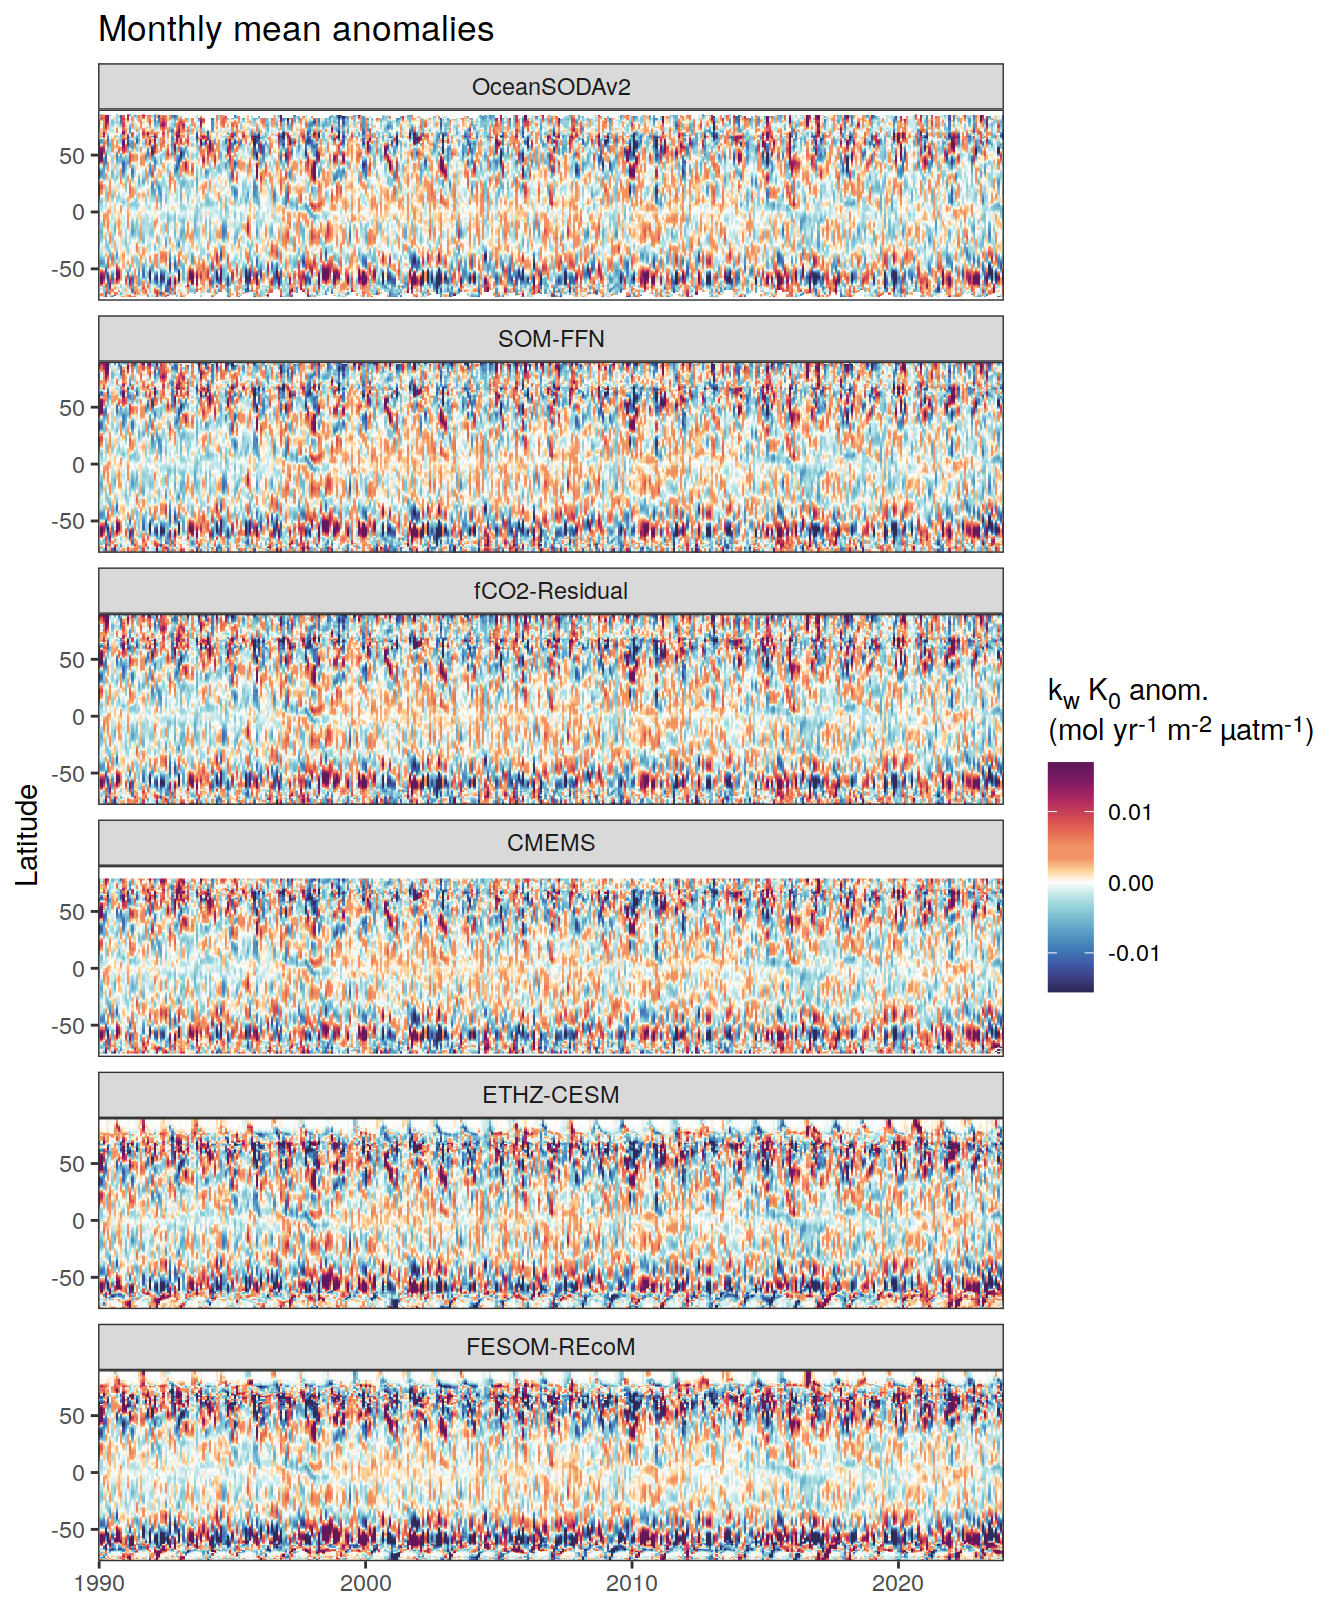 Monthly mean anomalies
OceanSODAv2
50
0
-50
SOM-FFN
50
0
-50
fCO2-Residual
50
0
-50
CMEMS
50
0
-50
ETHZ-CESM
50
0
-50
FESOM-REcoM
50
0
-50
1990 2000 2010 2020
Latitude
k_w K_0 anom.
(mol yr^-1 m^-2 µatm^-1)
0.01
0.00
-0.01